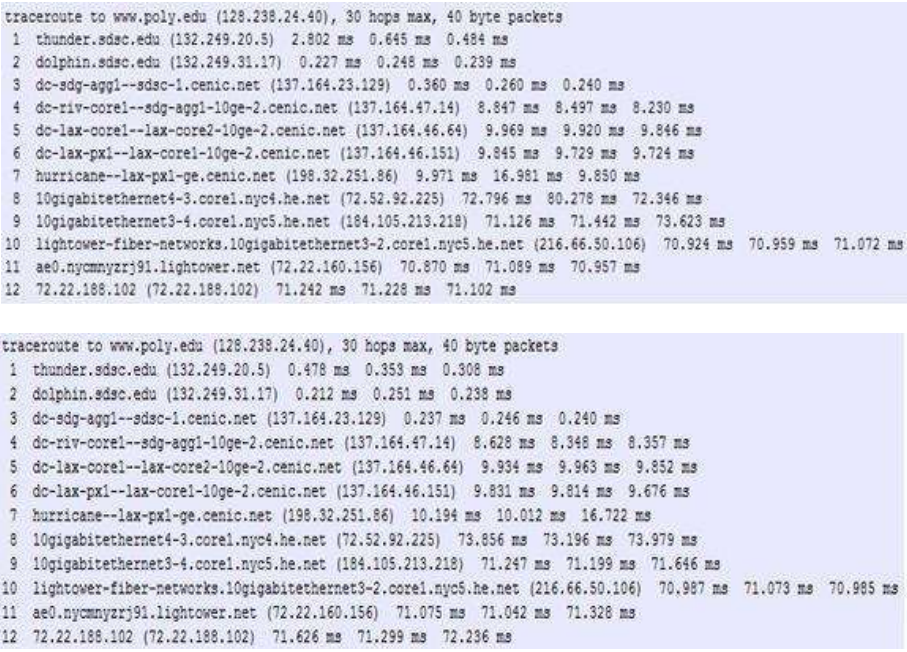 traceroute to www.poly.edu (128.238.24.40), 30 hops max, 40 byte packets
1 thunder.sdsc.edu (132.249.20.5) 2.802 ms 0.645 ms 0.484 ms
2 dolphin.sdsc.edu (132.249.31.17) 0.227 ms 0.248 ms 0.239 ms
3 dc-sdg-agg1--sdsc-1.cenic.net (137.164.23.129) 0.360 ms 0.260 ms 0.240 ms
4 dc-riv-core1--sdg-agg1-10ge-2.cenic.net (137.164.47.14) 8.847 ms 8.497 ms 8.230 ms
5 dc-lax-core1--lax-core2-10ge-2.cenic.net (137.164.46.64) 9.969 ms 9.920 ms 9.846 ms
6 dc-lax-px1--lax-core1-10ge-2.cenic.net (137.164.46.151) 9.845 ms 9.729 ms 9.724 ms
7 hurricane--lax-px1-ge.cenic.net (198.32.251.86) 9.971 ms 16.981 ms 9.850 ms
8 10gigabitethernet4-3.core1.nyc4.he.net (72.52.92.225) 72.796 ms 80.278 ms 72.346 ms
9 10gigabitethernet3-4.core1.nyc5.he.net (184.105.213.218) 71.126 ms 71.442 ms 73.623 ms
10 lightower-fiber-networks.10gigabitethernet3-2.core1.nyc5.he.net (216.66.50.106) 70.924 ms 70.959 ms 71.072 ms
11 ae0.nycmnyzrj91.lightower.net (72.22.160.156) 70.870 ms 71.089 ms 70.957 ms
12 72.22.188.102 (72.22.188.102) 71.242 ms 71.228 ms 71.102 ms
traceroute to www.poly.edu (128.238.24.40), 30 hops max, 40 byte packets
1 thunder.sdsc.edu (132.249.20.5) 0.478 ms 0.353 ms 0.308 ms
2 dolphin.sdsc.edu (132.249.31.17) 0.212 ms 0.251 ms 0.238 ms
3 dc-sdg-agg1--sdsc-1.cenic.net (137.164.23.129) 0.237 ms 0.246 ms 0.240 ms
4 dc-riv-core1--sdg-agg1-10ge-2.cenic.net (137.164.47.14) 8.628 ms 8.348 ms 8.357 ms
5 dc-lax-core1--lax-core2-10ge-2.cenic.net (137.164.46.64) 9.934 ms 9.963 ms 9.852 ms
6 dc-lax-px1--lax-core1-10ge-2.cenic.net (137.164.46.151) 9.831 ms 9.814 ms 9.676 ms
7 hurricane--lax-px1-ge.cenic.net (198.32.251.86) 10.194 ms 10.012 ms 16.722 ms
8 10gigabitethernet4-3.core1.nyc4.he.net (72.52.92.225) 73.856 ms 73.196 ms 73.979 ms
9 10gigabitethernet3-4.core1.nyc5.he.net (184.105.213.218) 71.247 ms 71.199 ms 71.646 ms
10 lightower-fiber-networks.10gigabitethernet3-2.core1.nyc5.he.net (216.66.50.106) 70.987 ms 71.073 ms 70.985 ms
11 ae0.nycmnyzrj91.lightower.net (72.22.160.156) 71.075 ms 71.042 ms 71.328 ms
12 72.22.188.102 (72.22.188.102) 71.626 ms 71.299 ms 72.236 ms